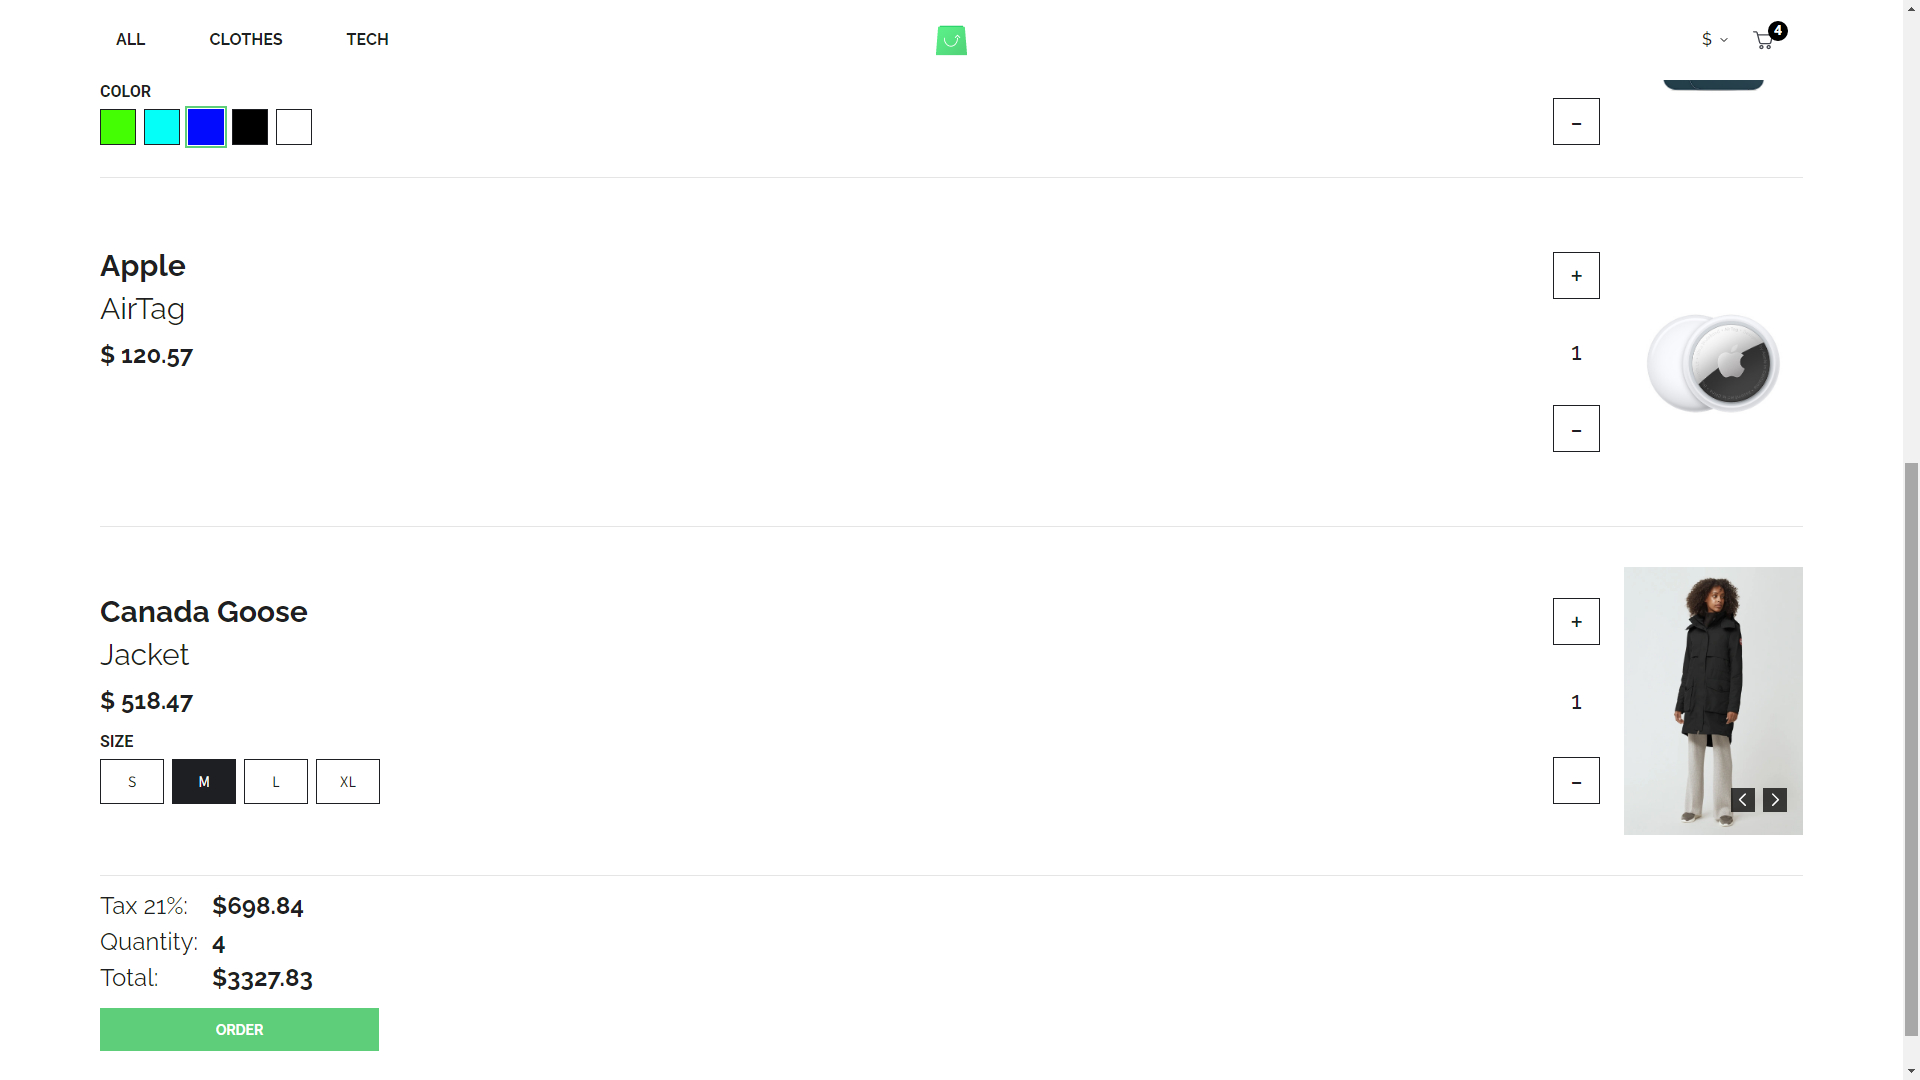 ALL CLOTHES TECH $ 4
COLOR
-
Apple
AirTag
$ 120.57
+
1
-
Canada Goose
Jacket
$ 518.47
SIZE
S M L XL
+
1
-
Tax 21%: $698.84
Quantity: 4
Total: $3327.83
ORDER